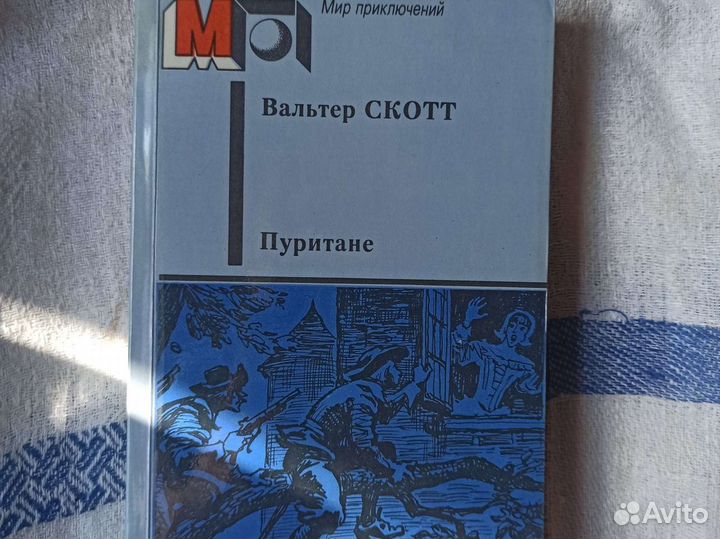 М
Мир приключений
Вальтер СКОТТ
Пуритане
Avito